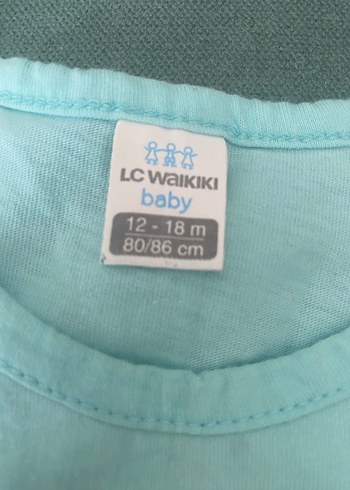 LC WAIKIKI
baby
12 - 18 m
80/86 cm